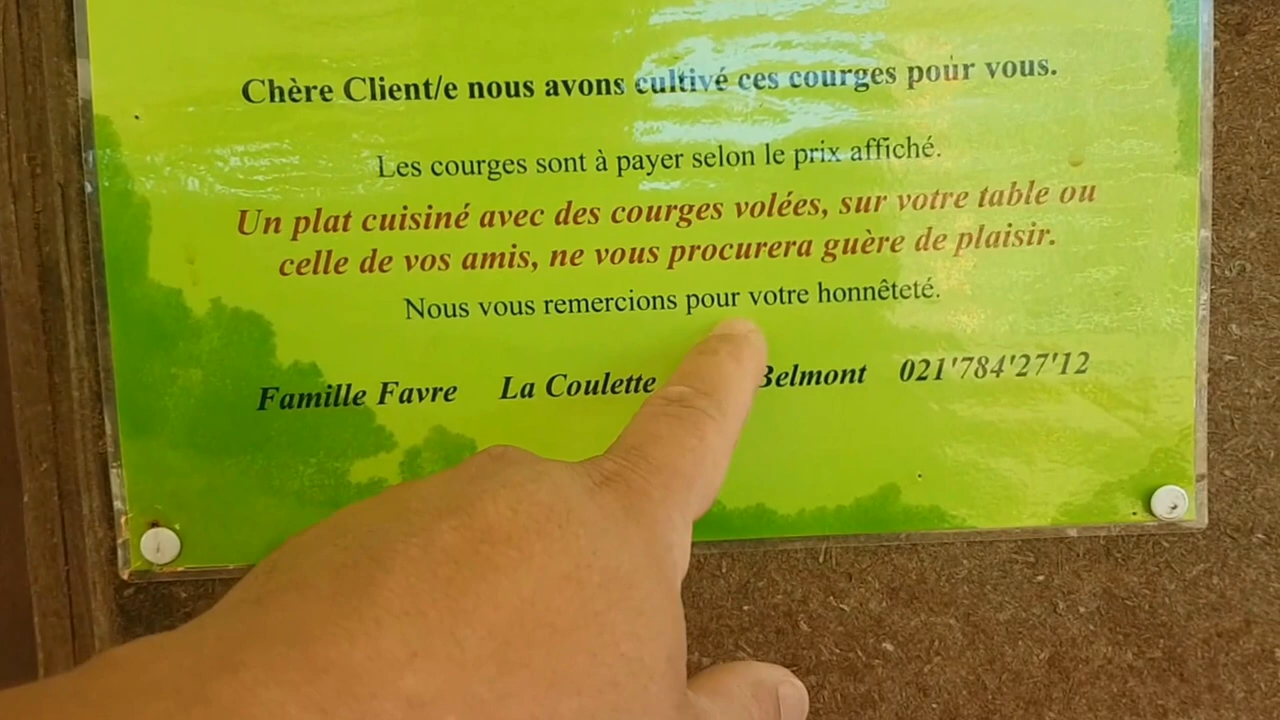 Chère Client/e nous avons cultivé ces courges pour vous.
Les courges sont à payer selon le prix affiché.
Un plat cuisiné avec des courges volées, sur votre table ou
celle de vos amis, ne vous procurera guère de plaisir.
Nous vous remercions pour votre honnêteté.
Famille Favre La Coulette Belmont 021'784'27'12